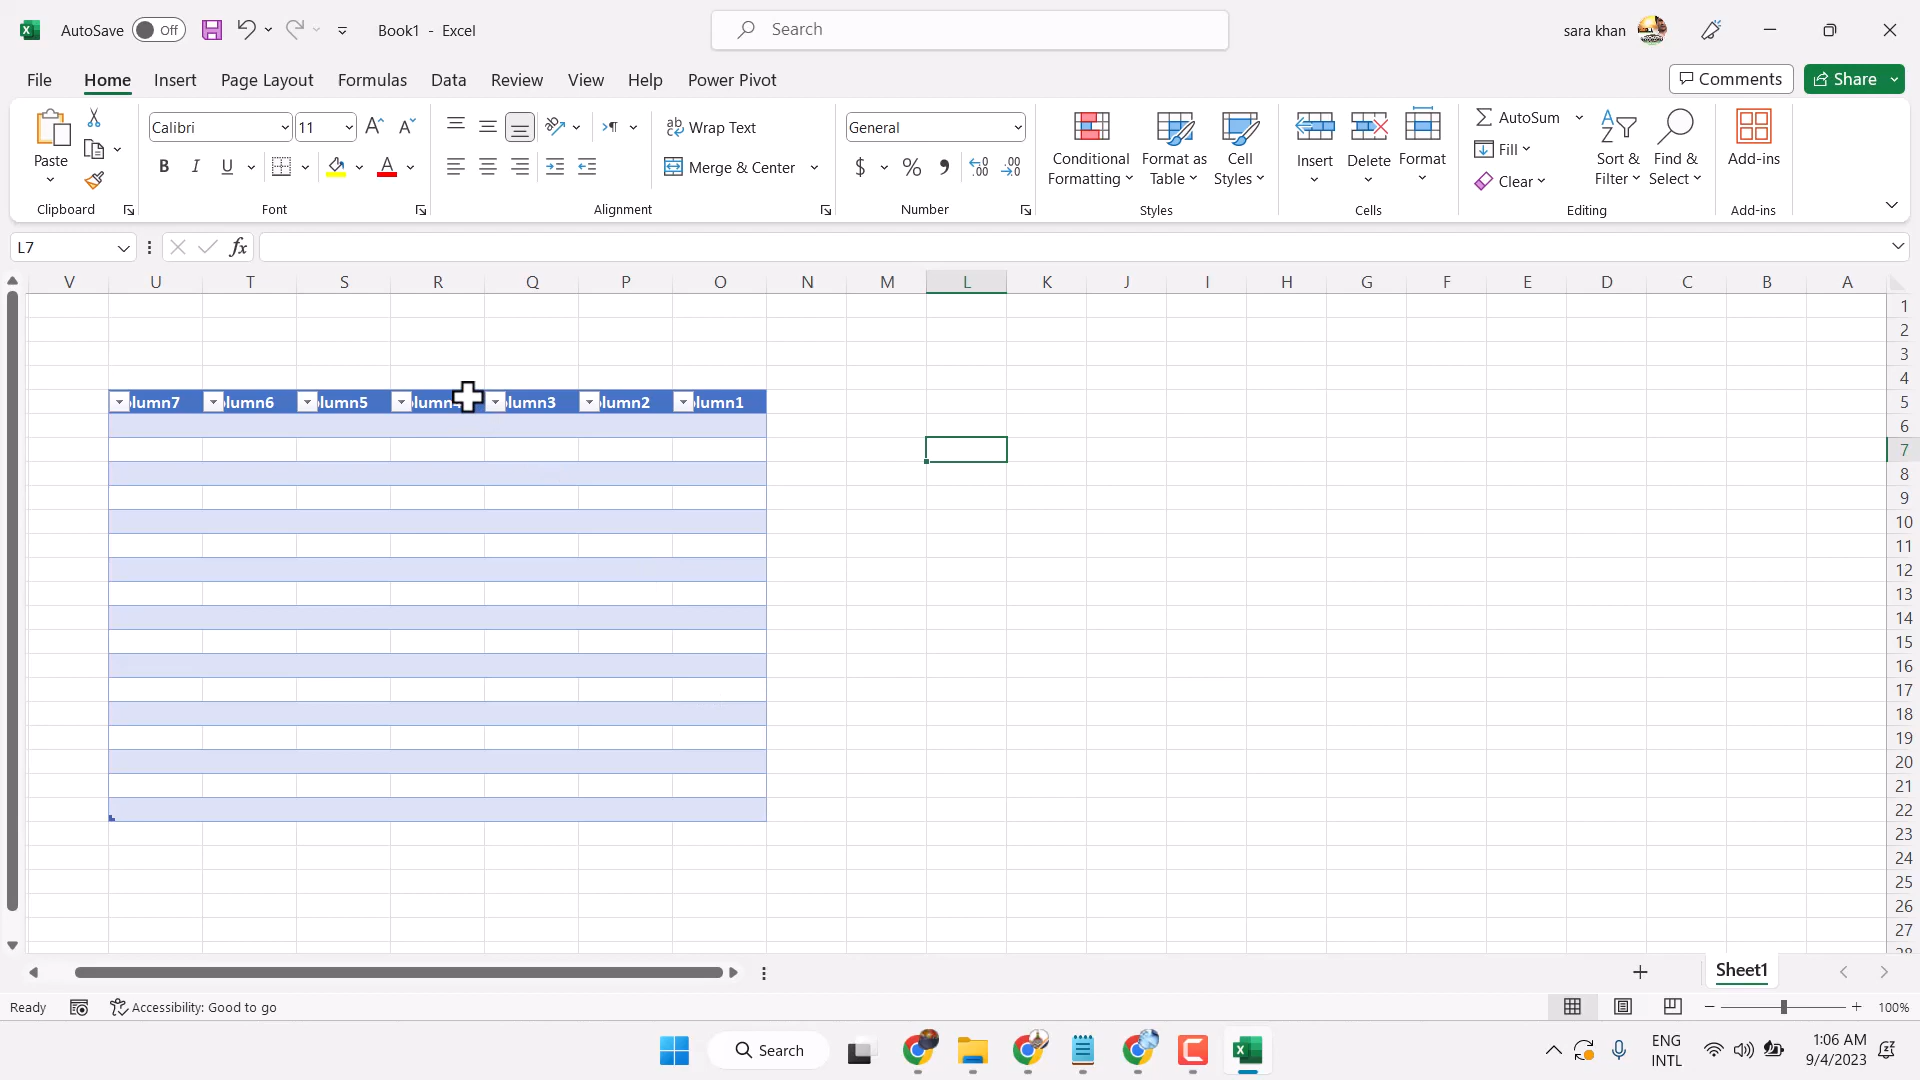 AutoSave Off Book1 - Excel Search sara khan
File Home Insert Page Layout Formulas Data Review View Help Power Pivot Comments Share
Paste
Clipboard
Calibri 11
B I U A
Font
Wrap Text
Merge & Center
Alignment
General
$ %
Number
Conditional Formatting
Format as Table
Cell Styles
Styles
Insert Delete Format
Cells
AutoSum
Fill
Clear
Sort & Filter
Find & Select
Editing
Add-ins
Add-ins
L7 fx
V U T S R Q P O N M L K J I H G F E D C B A
1
2
3
4
lumn7 lumn6 lumn5 lumn lumn3 lumn2 lumn1 5
6
7
8
9
10
11
12
13
14
15
16
17
18
19
20
21
22
23
24
25
26
27
28
Sheet1
Ready Accessibility: Good to go 100%
Search ENG INTL 1:06 AM 9/4/2023